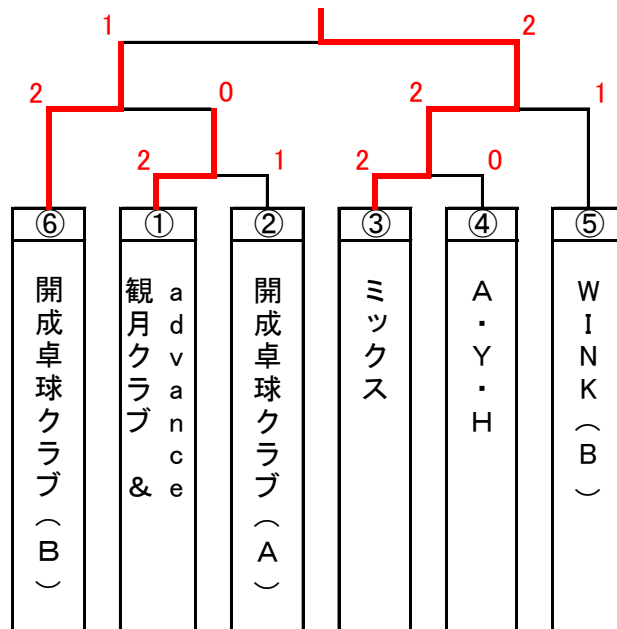 1 2
2 0 2 1
2 1 2 0
⑥ ① ② ③ ④ ⑤
開成卓球クラブ(B)
観月クラブ &
advance
開成卓球クラブ(A)
ミックス
A・Y・H
WINK(B)